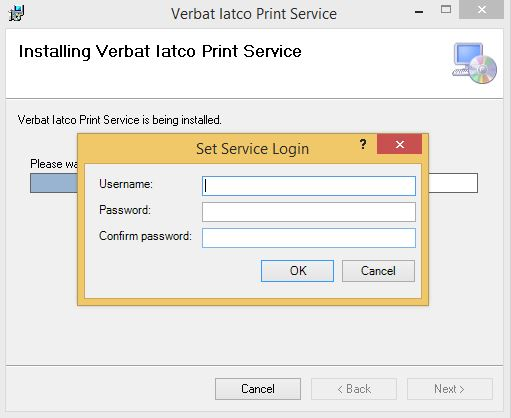 Verbat Iatco Print Service
Installing Verbat Iatco Print Service
Verbat Iatco Print Service is being installed.
Please wa
Set Service Login
?
Username:
Password:
Confirm password:
OK Cancel
Cancel < Back Next >